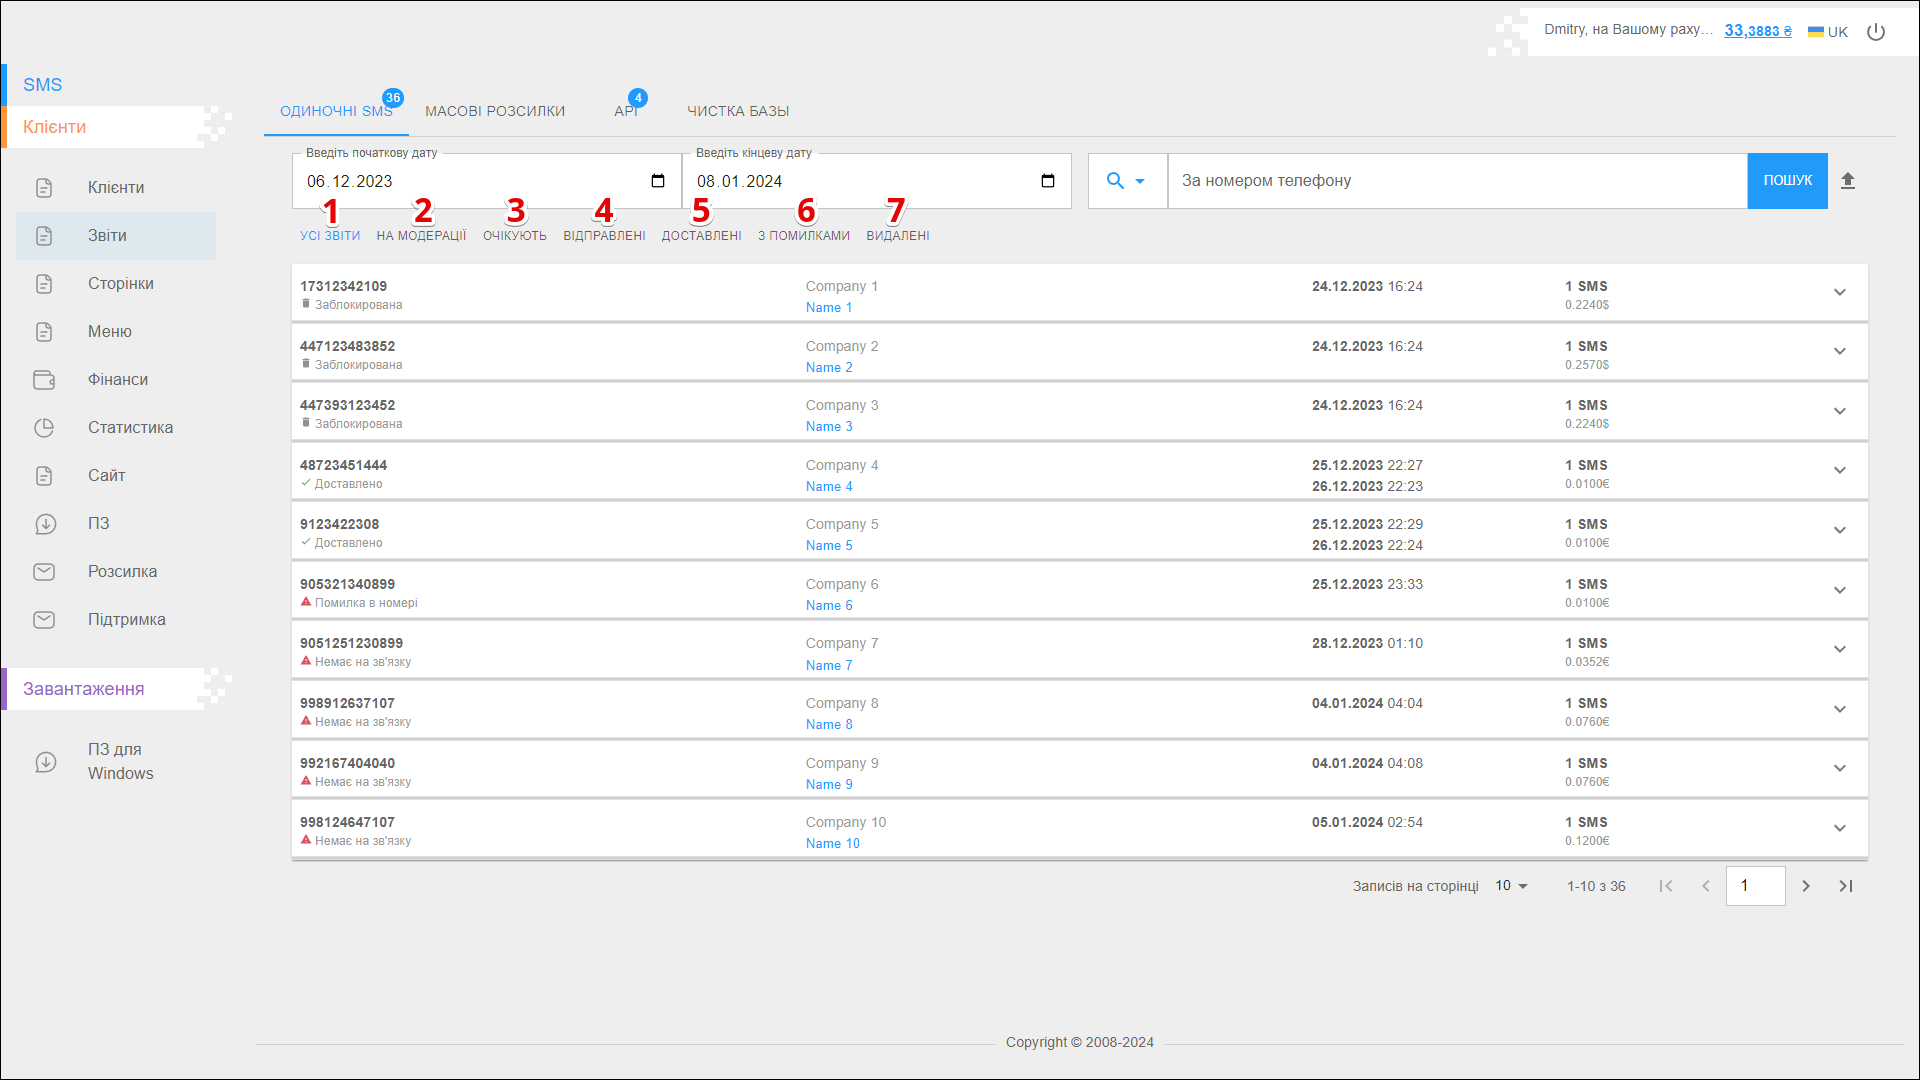 Dmitry, на Вашому раху... 33,3883 ₴ UK
SMS
Клієнти
Клієнти
Звіти
Сторінки
Меню
Фінанси
Статистика
Сайт
ПЗ
Розсилка
Підтримка
Завантаження
ПЗ для
Windows
ОДИНОЧНІ SMS 36 МАСОВІ РОЗСИЛКИ API 4 ЧИСТКА БАЗЫ
Введіть початкову дату Введіть кінцеву дату
06.12.2023 08.01.2024 За номером телефону ПОШУК
1 2 3 4 5 6 7
УСІ ЗВІТИ НА МОДЕРАЦІЇ ОЧІКУЮТЬ ВІДПРАВЛЕНІ ДОСТАВЛЕНІ З ПОМИЛКАМИ ВИДАЛЕНІ
17312342109 Company 1 24.12.2023 16:24 1 SMS
Заблокирована Name 1 0.2240$
447123483852 Company 2 24.12.2023 16:24 1 SMS
Заблокирована Name 2 0.2570$
447393123452 Company 3 24.12.2023 16:24 1 SMS
Заблокирована Name 3 0.2240$
48723451444 Company 4 25.12.2023 22:27 1 SMS
Доставлено Name 4 26.12.2023 22:23 0.0100€
9123422308 Company 5 25.12.2023 22:29 1 SMS
Доставлено Name 5 26.12.2023 22:24 0.0100€
905321340899 Company 6 25.12.2023 23:33 1 SMS
Помилка в номері Name 6 0.0100€
9051251230899 Company 7 28.12.2023 01:10 1 SMS
Немає на зв'язку Name 7 0.0352€
998912637107 Company 8 04.01.2024 04:04 1 SMS
Немає на зв'язку Name 8 0.0760€
992167404040 Company 9 04.01.2024 04:08 1 SMS
Немає на зв'язку Name 9 0.0760€
998124647107 Company 10 05.01.2024 02:54 1 SMS
Немає на зв'язку Name 10 0.1200€
Записів на сторінці 10 1-10 з 36 1
Copyright © 2008-2024